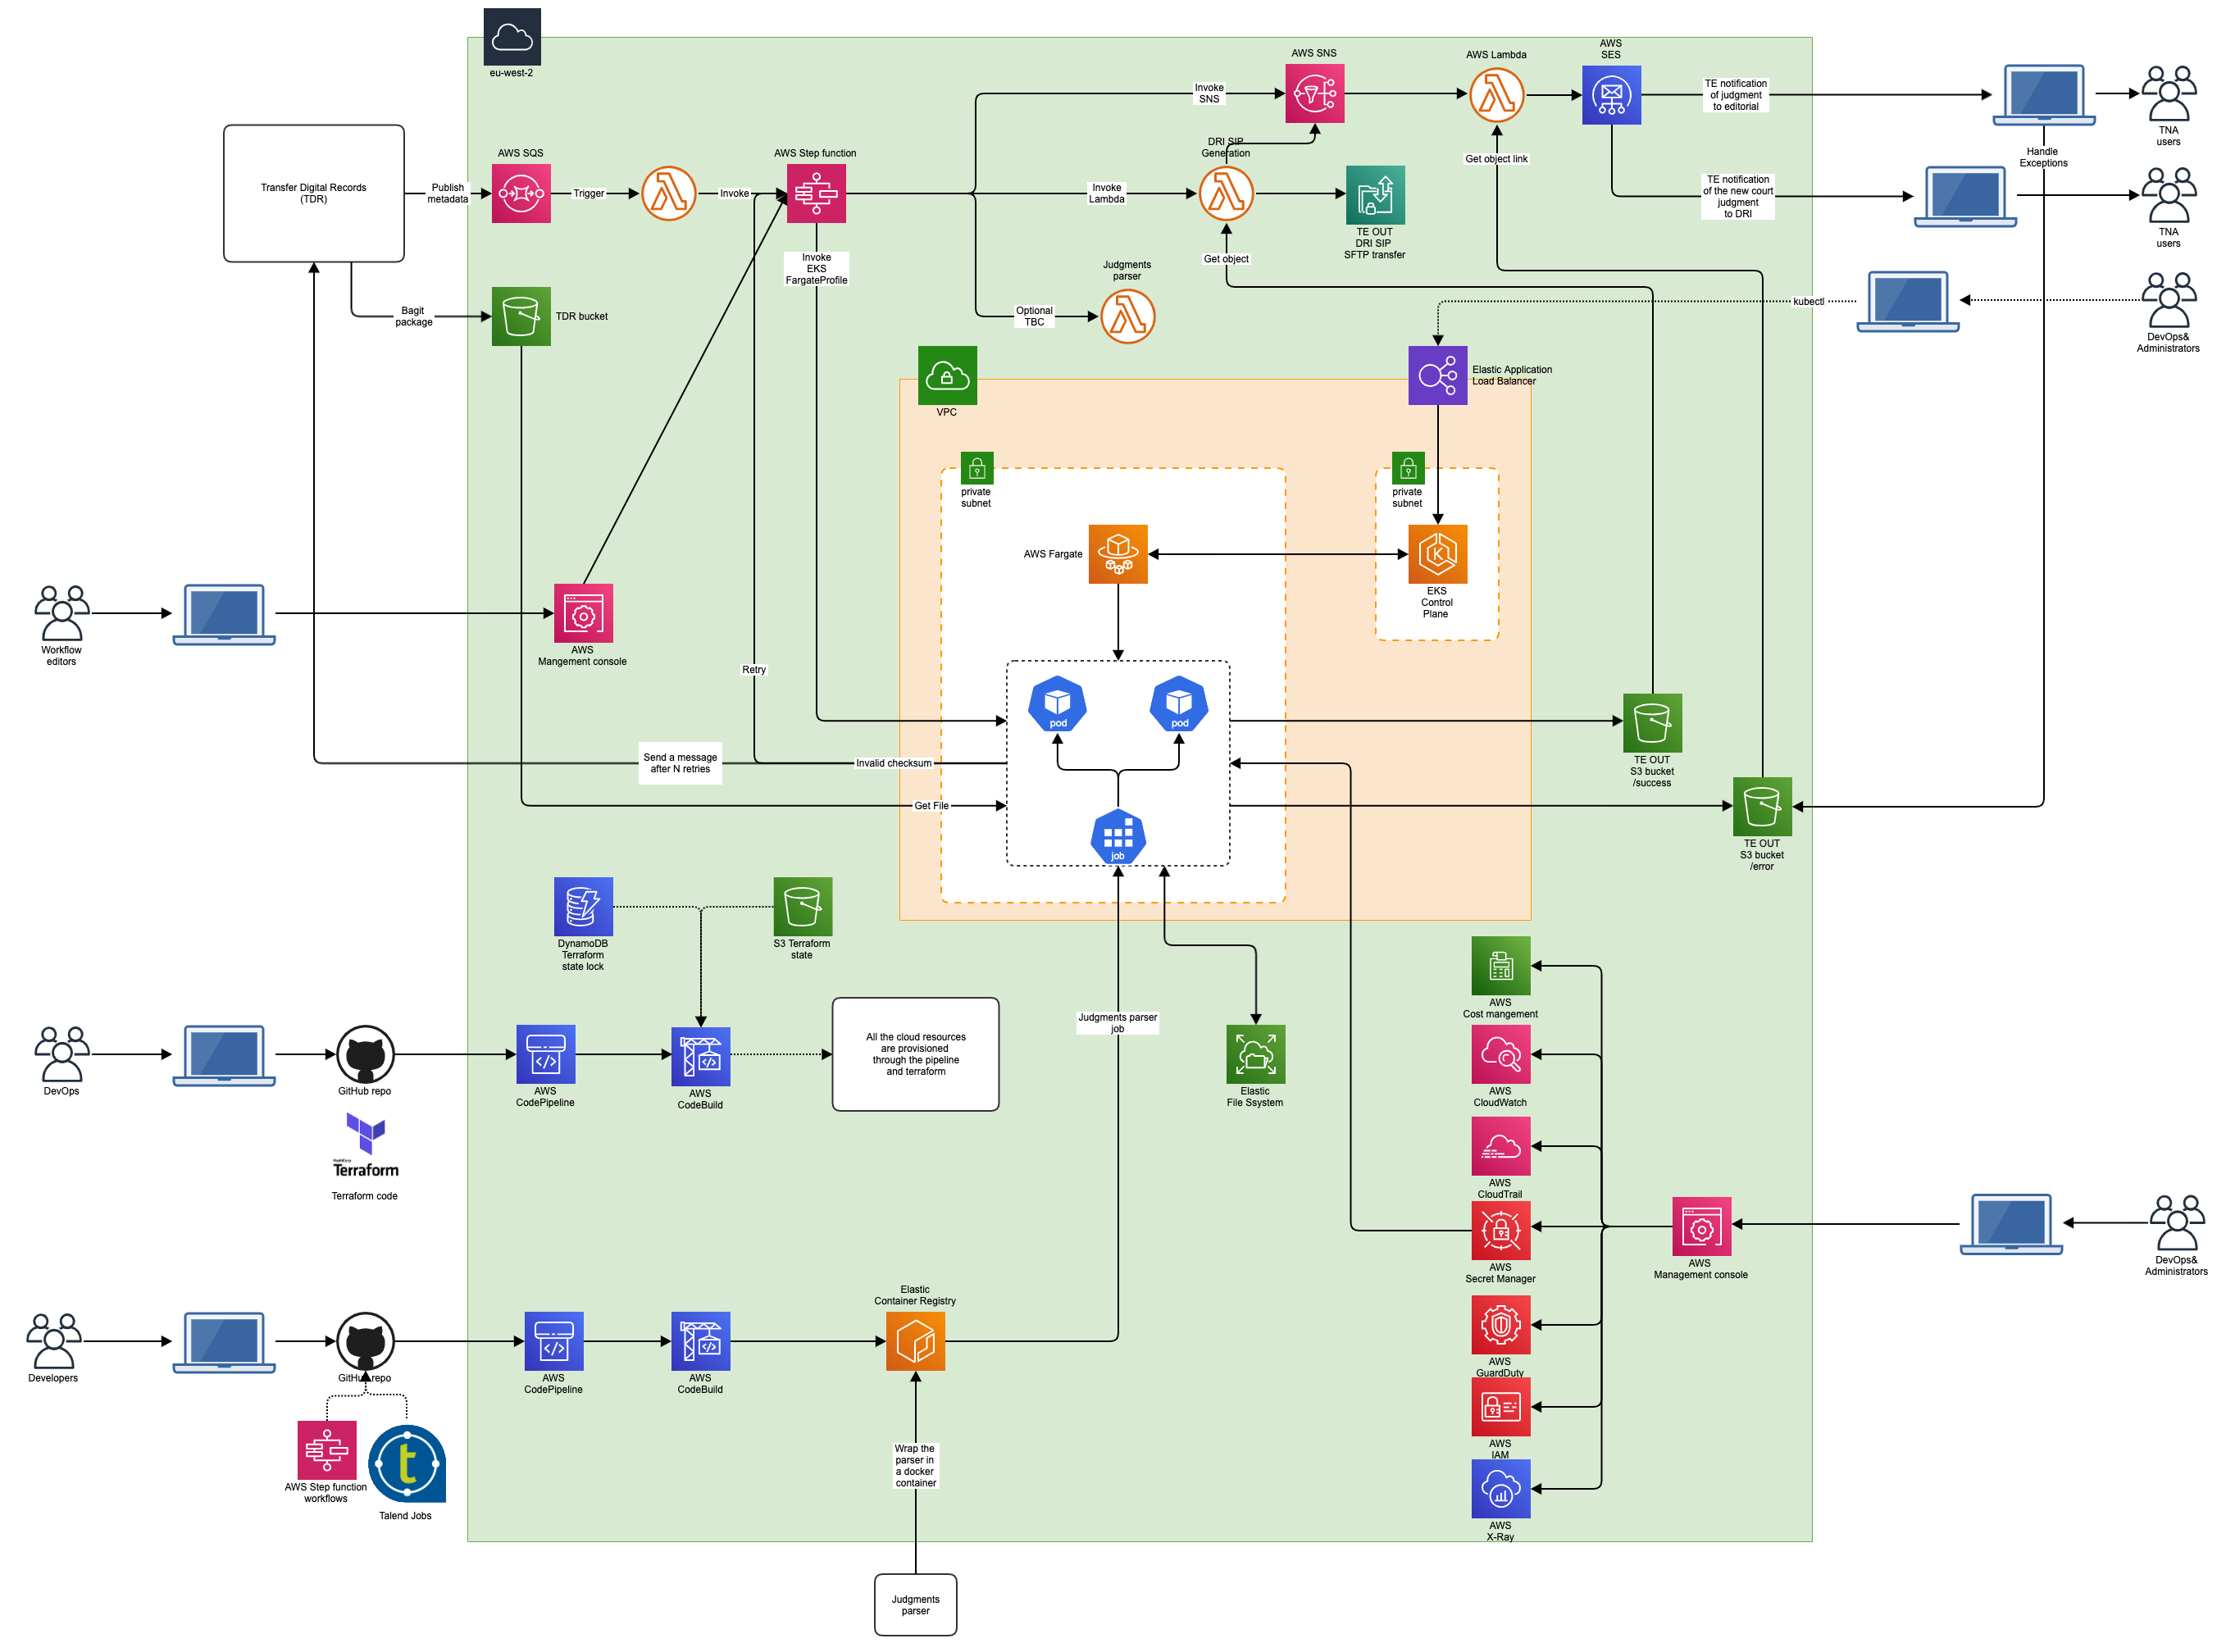 eu-west-2
AWS SNS
AWS Lambda
AWS
SES
Invoke
SNS
TE notification
of judgment
to editorial
TNA
users
Handle
Exceptions
Transfer Digital Records
(TDR)
Publish
metadata
AWS SQS
Trigger
Invoke
AWS Step function
Invoke
Lambda
DRI SIP
Generation
Get object link
TE OUT
DRI SIP
SFTP transfer
TE notification
of the new court
judgment
to DRI
TNA
users
Invoke
EKS
FargateProfile
Get object
Judgments
parser
Optional
TBC
Bagit
package
TDR bucket
kubectl
DevOps&
Administrators
VPC
Elastic Application
Load Balancer
private
subnet
private
subnet
AWS Fargate
EKS
Control
Plane
Workflow
editors
AWS
Mangement console
Retry
pod
pod
job
Send a message
after N retries
Invalid checksum
Get File
TE OUT
S3 bucket
/success
TE OUT
S3 bucket
/error
DynamoDB
Terraform
state lock
S3 Terraform
state
DevOps
GitHub repo
AWS
CodePipeline
AWS
CodeBuild
All the cloud resources
are provisioned
through the pipeline
and terraform
Judgments parser
job
Elastic
File Ssystem
AWS
Cost mangement
AWS
CloudWatch
AWS
CloudTrail
AWS
Secret Manager
AWS
GuardDuty
AWS
IAM
AWS
X-Ray
AWS
Management console
DevOps&
Administrators
HashiCorp
Terraform
Terraform code
Developers
GitHub repo
AWS
CodePipeline
AWS
CodeBuild
Elastic
Container Registry
AWS Step function
workflows
t
Talend Jobs
Wrap the
parser in
a docker
container
Judgments
parser